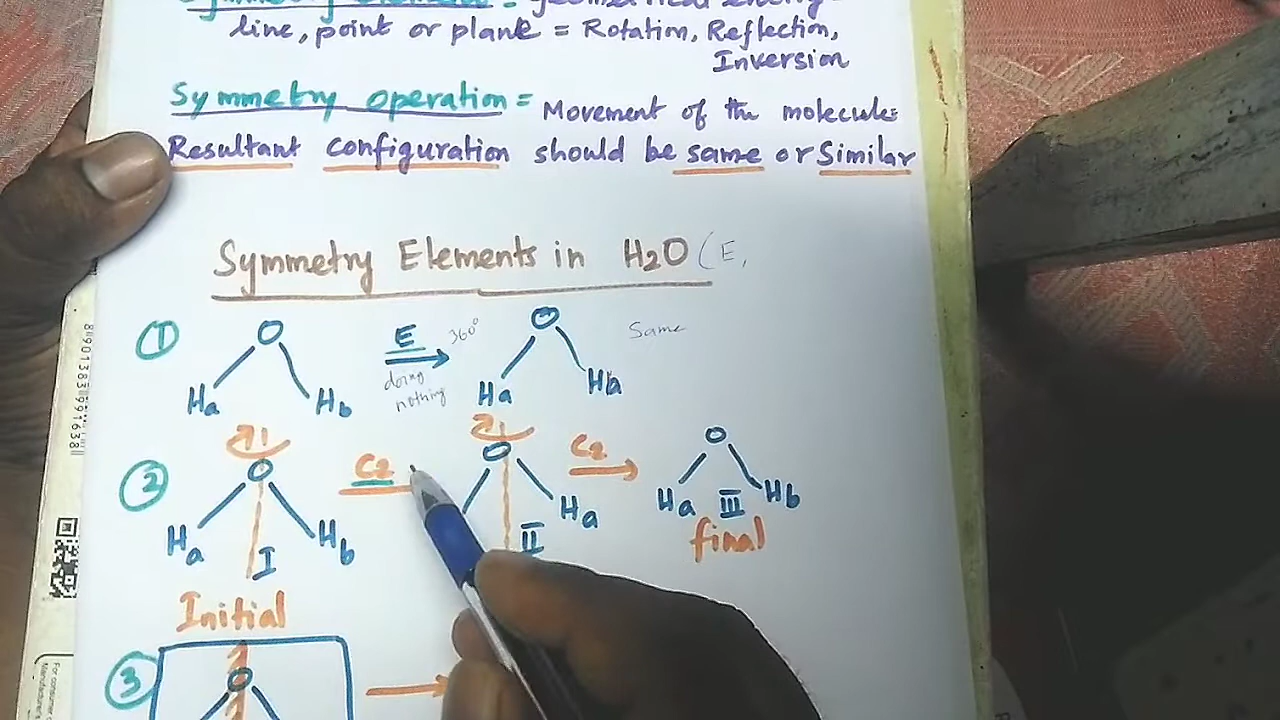 line, point or plane = Rotation, Reflection,
Inversion
Symmetry operation = Movement of the molecules
Resultant configuration should be same or Similar
Symmetry Elements in H2O (E,
1 O E 360° O Same
doing
nothing
Ha Hb Ha Ha
2 O C2 O C2 O
Ha Hb Ha Ha III Hb
I II final
Initial
3 O
8901383991638